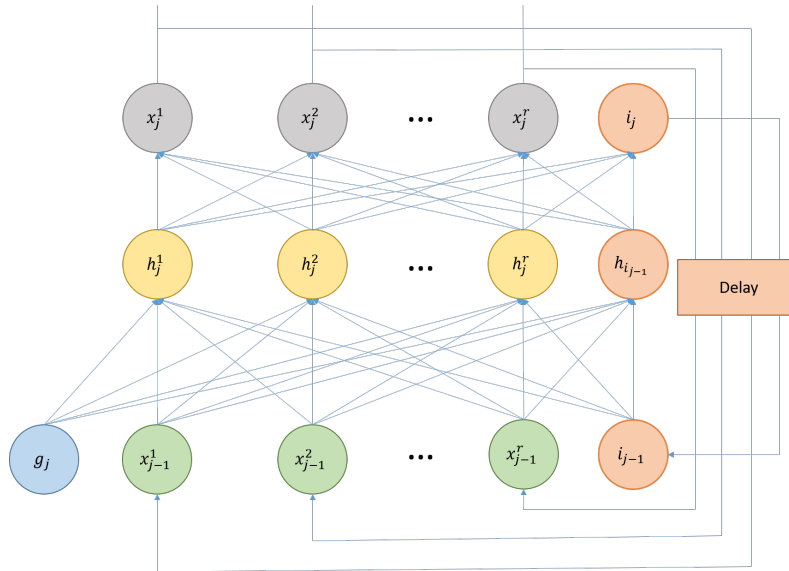 x_j^1 x_j^2 ... x_j^r i_j
h_j^1 h_j^2 ... h_j^r h_{i_{j-1}}
Delay
g_j x_{j-1}^1 x_{j-1}^2 ... x_{j-1}^r i_{j-1}